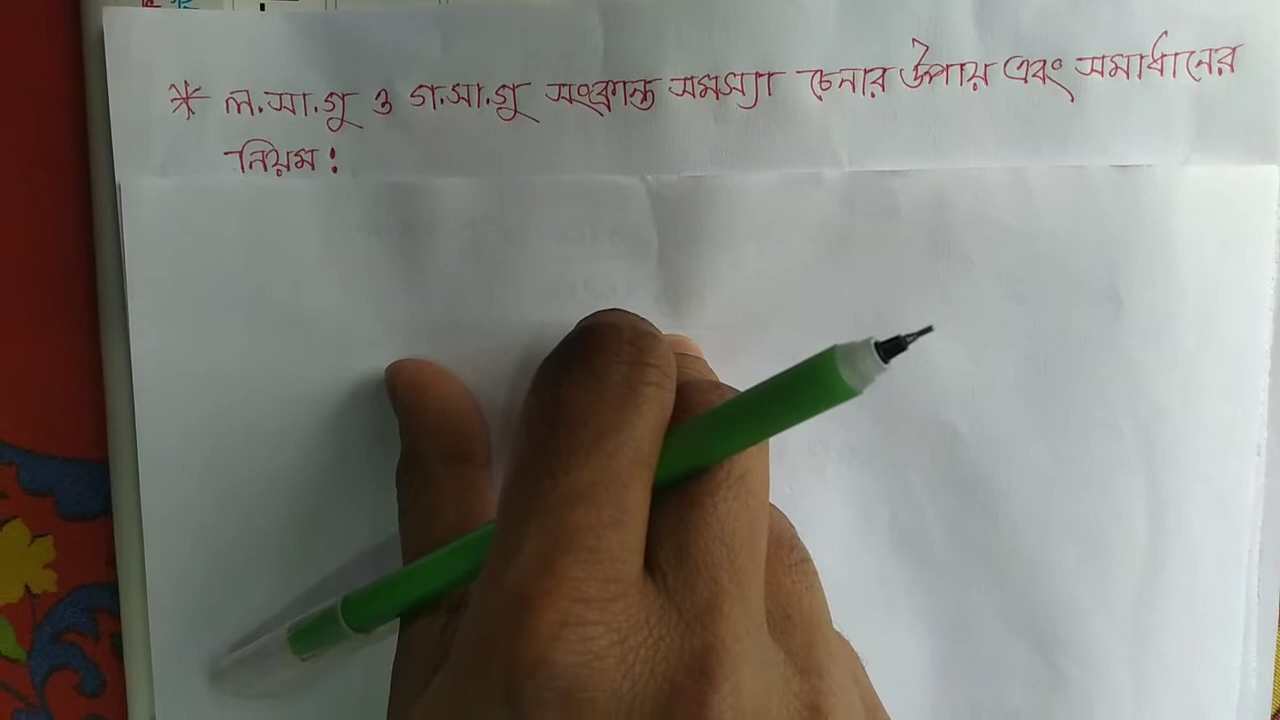 * ল.সা.গু ও গ.সা.গু সংক্রান্ত সমস্যা চেনার উপায় এবং সমাধানের
নিয়ম :